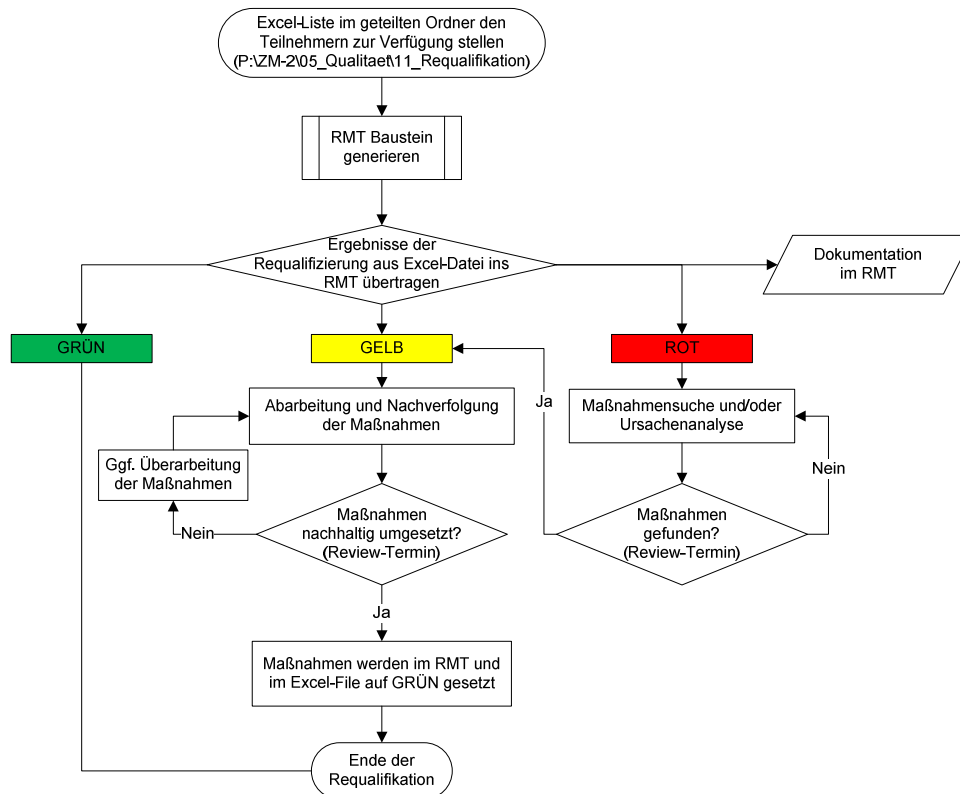 Excel-Liste im geteilten Ordner den
Teilnehmern zur Verfügung stellen
(P:\ZM-2\05_Qualitaet\11_Requalifikation)
RMT Baustein
generieren
Ergebnisse der
Requalifizierung aus Excel-Datei ins
RMT übertragen
Dokumentation
im RMT
GRÜN
GELB
ROT
Ja
Abarbeitung und Nachverfolgung
der Maßnahmen
Maßnahmensuche und/oder
Ursachenanalyse
Ggf. Überarbeitung
der Maßnahmen
Nein
Maßnahmen
nachhaltig umgesetzt?
(Review-Termin)
Nein
Maßnahmen
gefunden?
(Review-Termin)
Ja
Maßnahmen werden im RMT und
im Excel-File auf GRÜN gesetzt
Ende der
Requalifikation